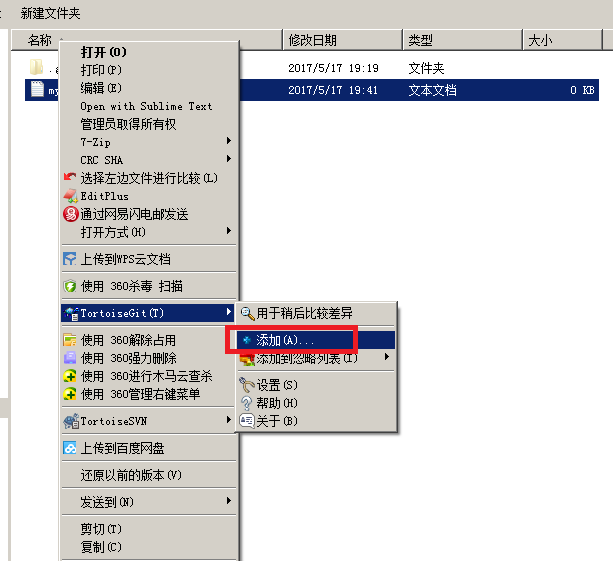 新建文件夹
名称 修改日期 类型 大小
2017/5/17 19:19 文件夹
my 2017/5/17 19:41 文本文档 0 KB
打开(O)
打印(P)
编辑(E)
Open with Sublime Text
管理员取得所有权
7-Zip
CRC SHA
选择左边文件进行比较(L)
EditPlus
通过网易闪电邮发送
打开方式(H)
上传到WPS云文档
使用 360杀毒 扫描
TortoiseGit(T)
用于稍后比较差异
添加(A)...
添加到忽略列表(I)
设置(S)
帮助(H)
关于(B)
使用 360解除占用
使用 360强力删除
使用 360进行木马云查杀
使用 360管理右键菜单
TortoiseSVN
上传到百度网盘
还原以前的版本(V)
发送到(N)
剪切(T)
复制(C)